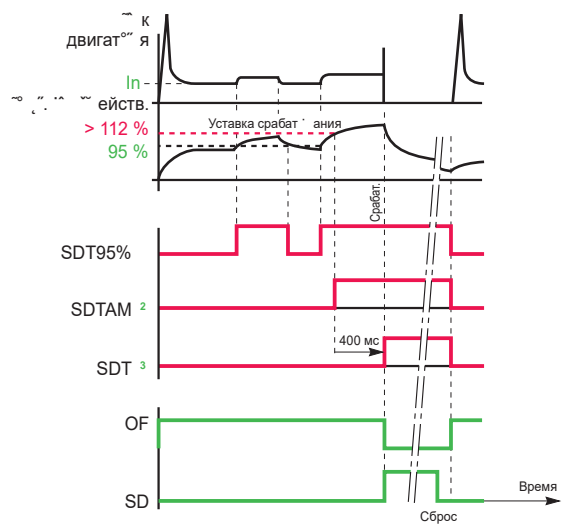 к
двигат я
In
ейств.
Уставка срабат ания
> 112 %
95 %
Срабат.
SDT95%
SDTAM 2
400 мс
SDT 3
OF
Время
SD
Сброс